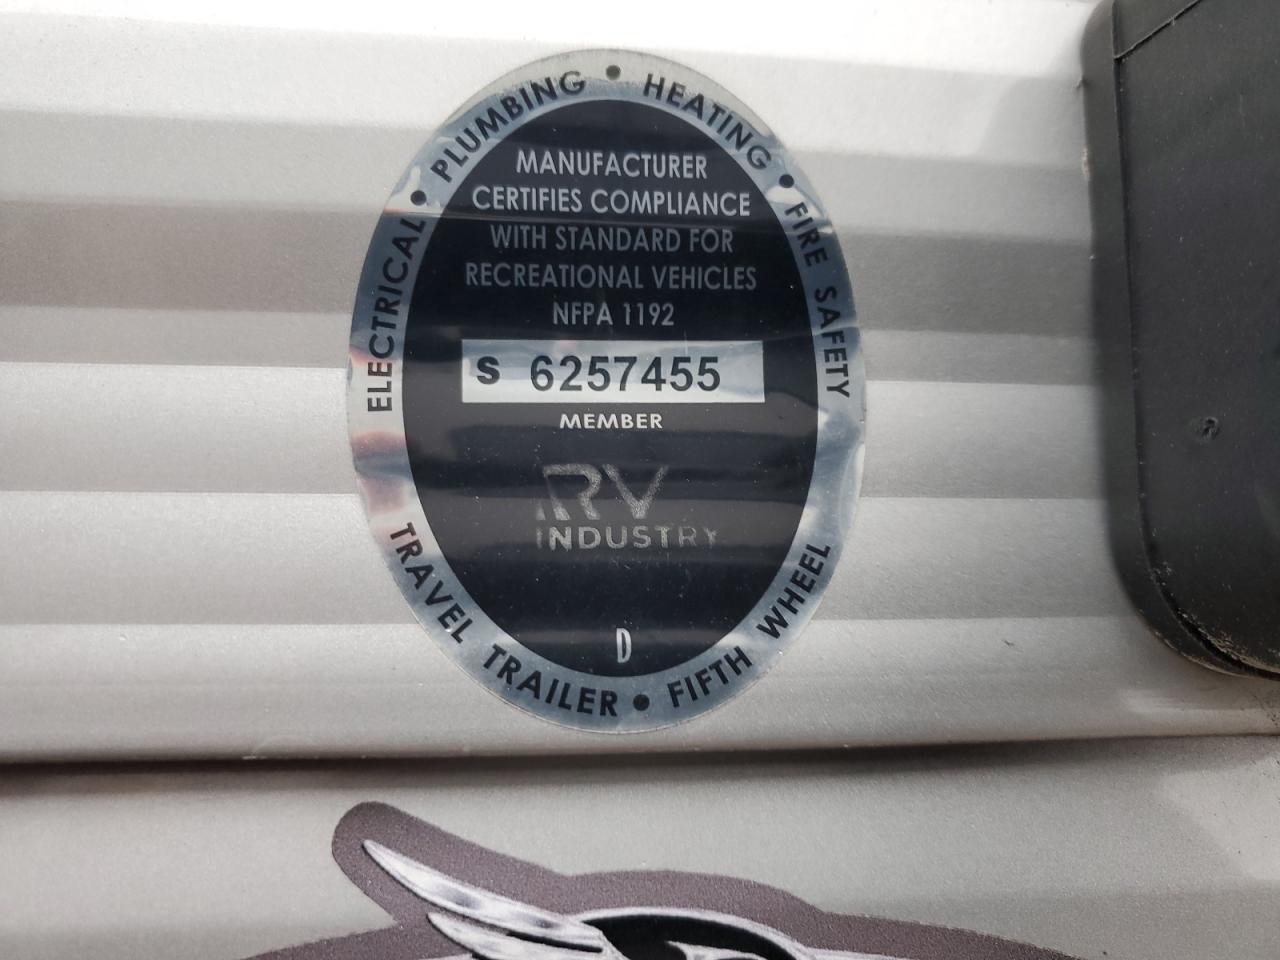 ELECTRICAL • PLUMBING • HEATING • FIRE SAFETY
MANUFACTURER
CERTIFIES COMPLIANCE
WITH STANDARD FOR
RECREATIONAL VEHICLES
NFPA 1192
S 6257455
MEMBER
RV
INDUSTRY
D
TRAVEL TRAILER • FIFTH WHEEL